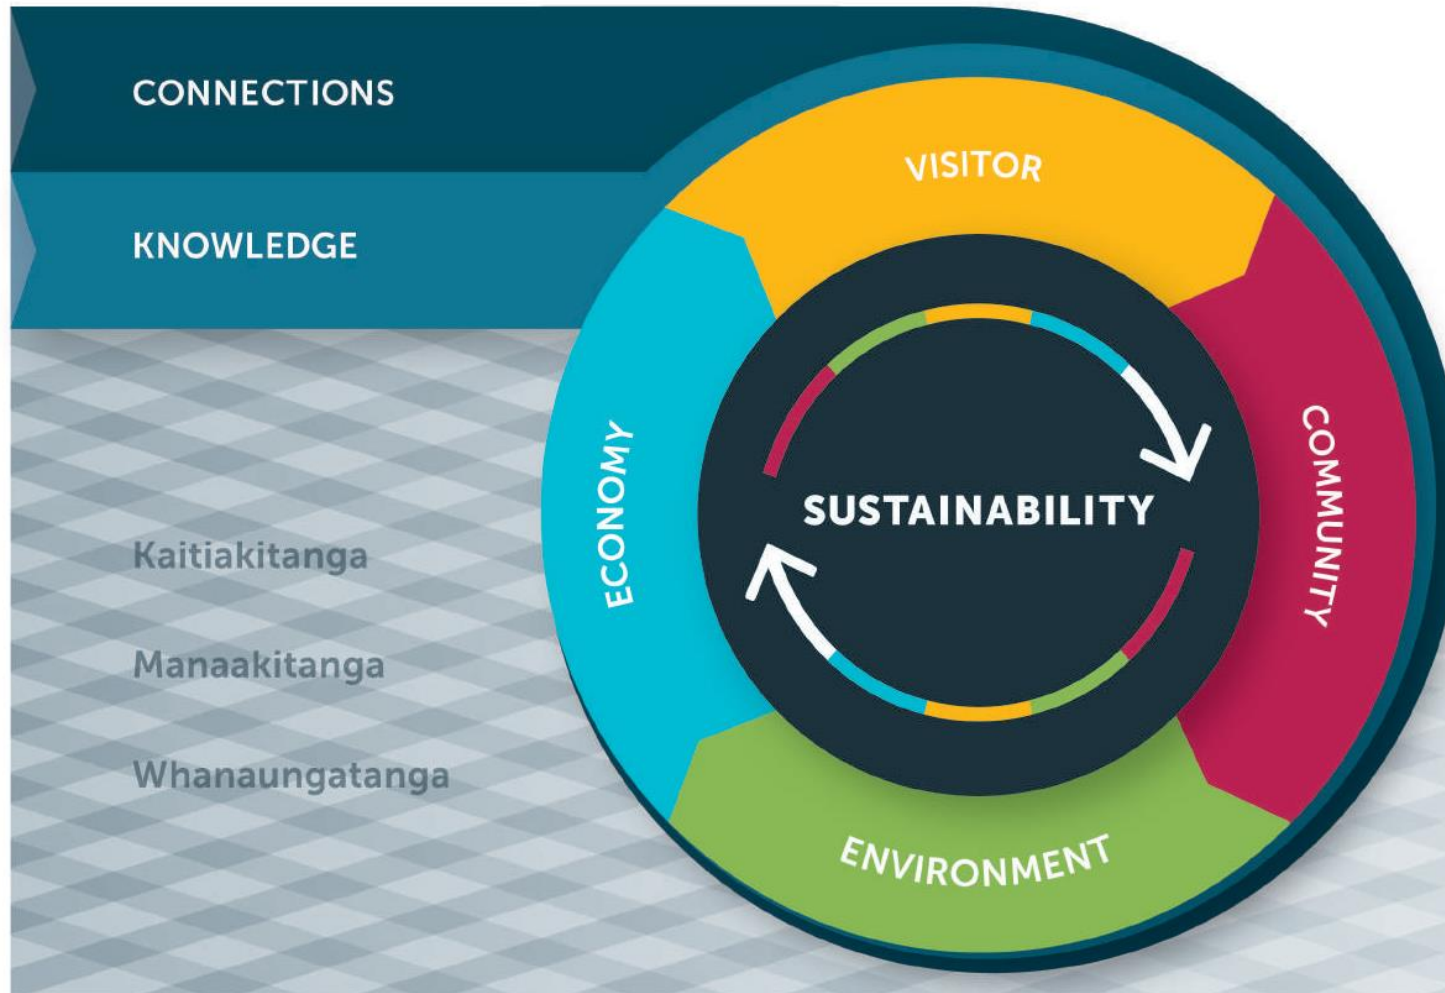 CONNECTIONS
KNOWLEDGE
Kaitiakitanga
Manaakitanga
Whanaungatanga
VISITOR
COMMUNITY
ENVIRONMENT
ECONOMY
SUSTAINABILITY